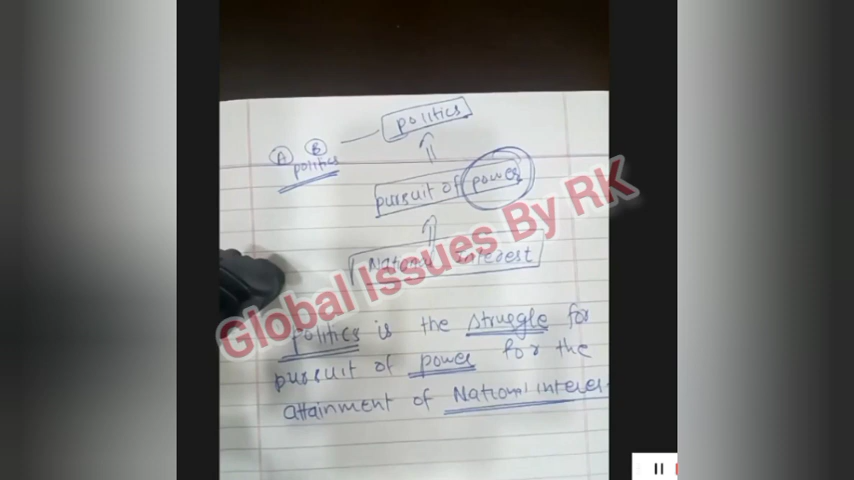 politics
A B
politics
pursuit of power
National interest
Global Issues By RK
politics is the struggle for
pursuit of power for the
attainment of National interes